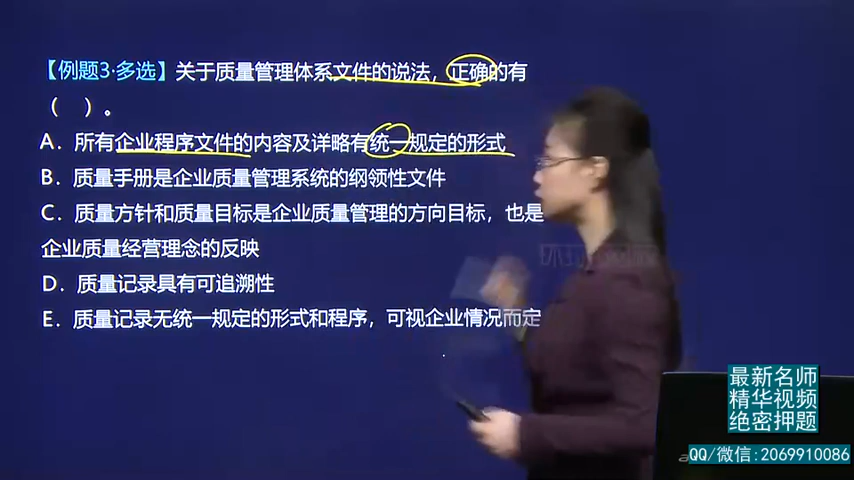 【例题3·多选】关于质量管理体系文件的说法，正确的有
（ ）。
A．所有企业程序文件的内容及详略有统一规定的形式
B．质量手册是企业质量管理系统的纲领性文件
C．质量方针和质量目标是企业质量管理的方向目标，也是
企业质量经营理念的反映
D．质量记录具有可追溯性
E．质量记录无统一规定的形式和程序，可视企业情况而定
最新名师
精华视频
绝密押题
QQ/微信:2069910086